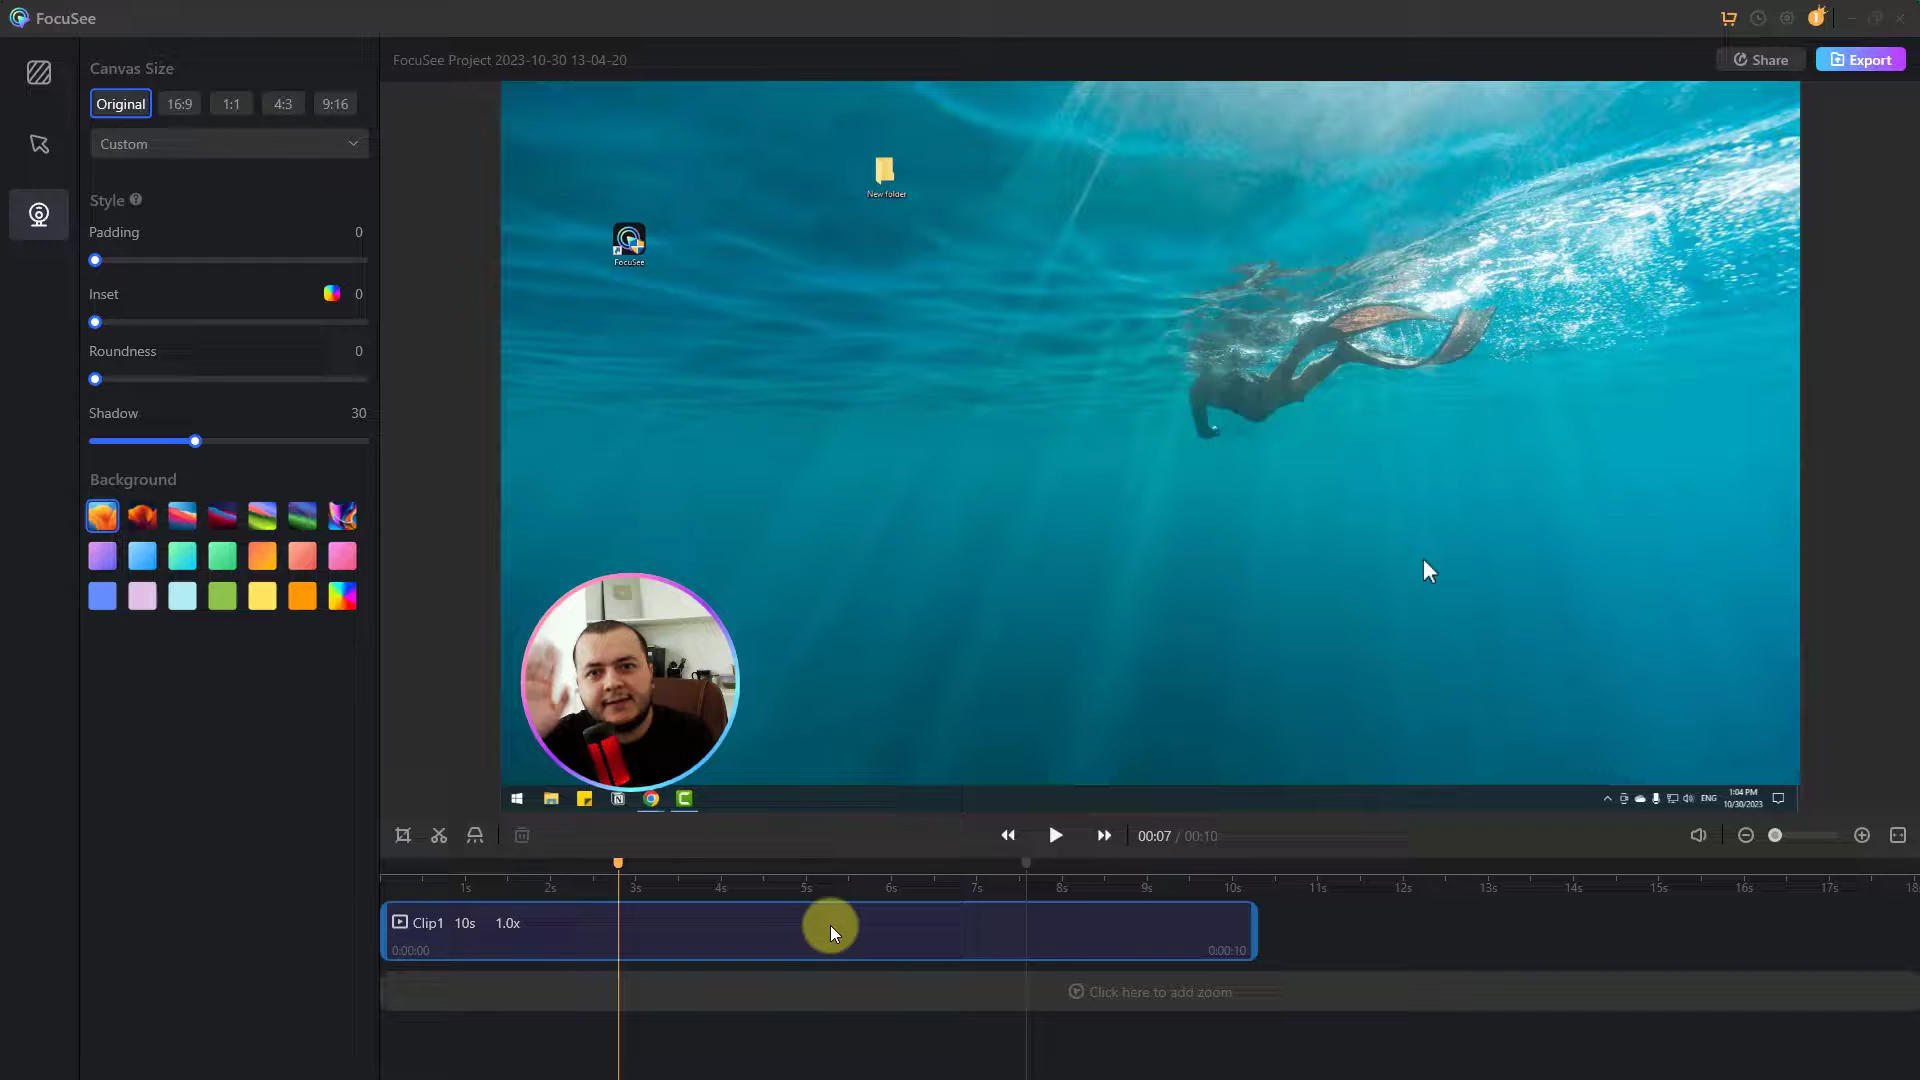 FocuSee
Canvas Size
Original 16:9 1:1 4:3 9:16
Custom
Style
Padding 0
Inset 0
Roundness 0
Shadow 30
Background
FocuSee Project 2023-10-30 13-04-20
Share
Export
New folder
FocuSee
ENG
1:04 PM
10/30/2023
00:07 / 00:10
1s 2s 3s 4s 5s 6s 7s 8s 9s 10s 11s 12s 13s 14s 15s 16s 17s 18
Clip1 10s 1.0x
0:00:00 0:00:10
Click here to add zoom